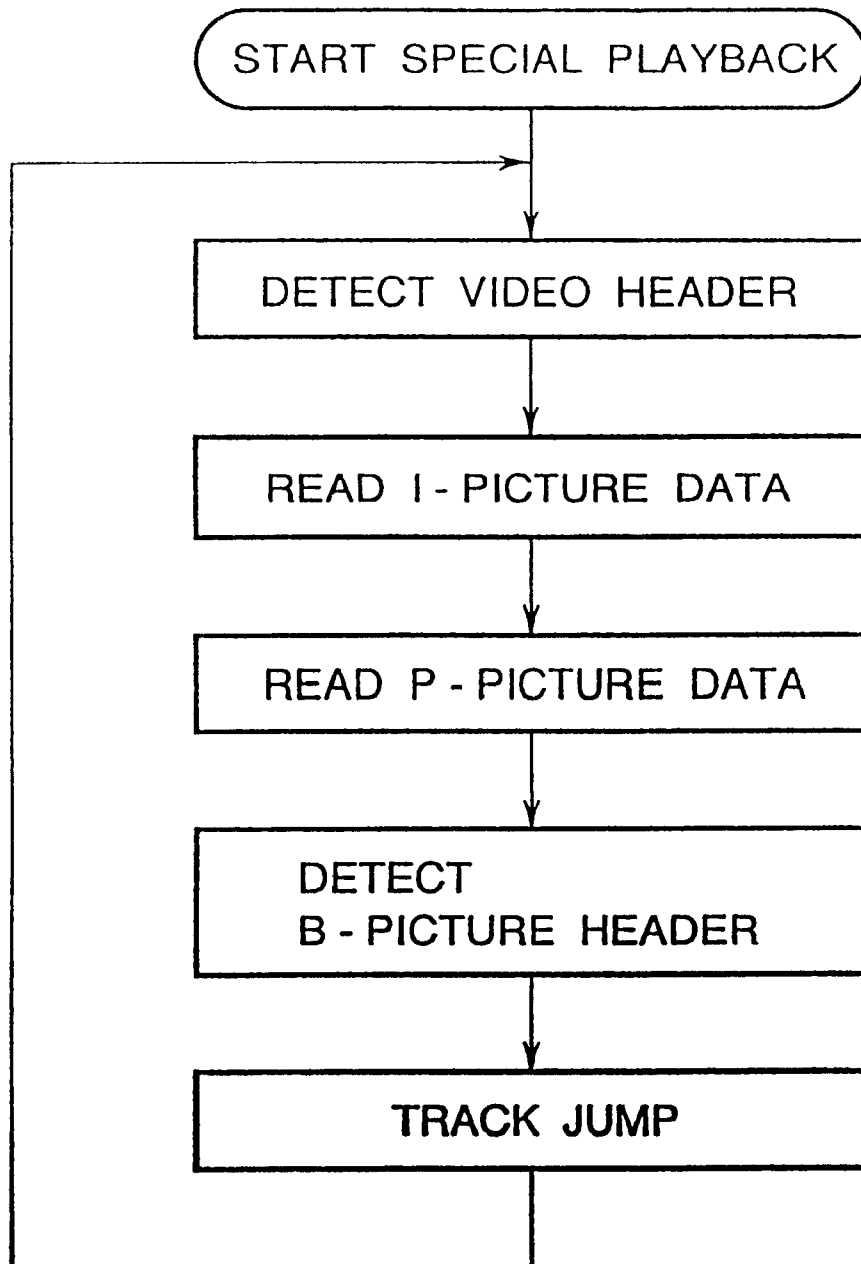 START SPECIAL PLAYBACK
DETECT VIDEO HEADER
READ I - PICTURE DATA
READ P - PICTURE DATA
DETECT
B - PICTURE HEADER
TRACK JUMP